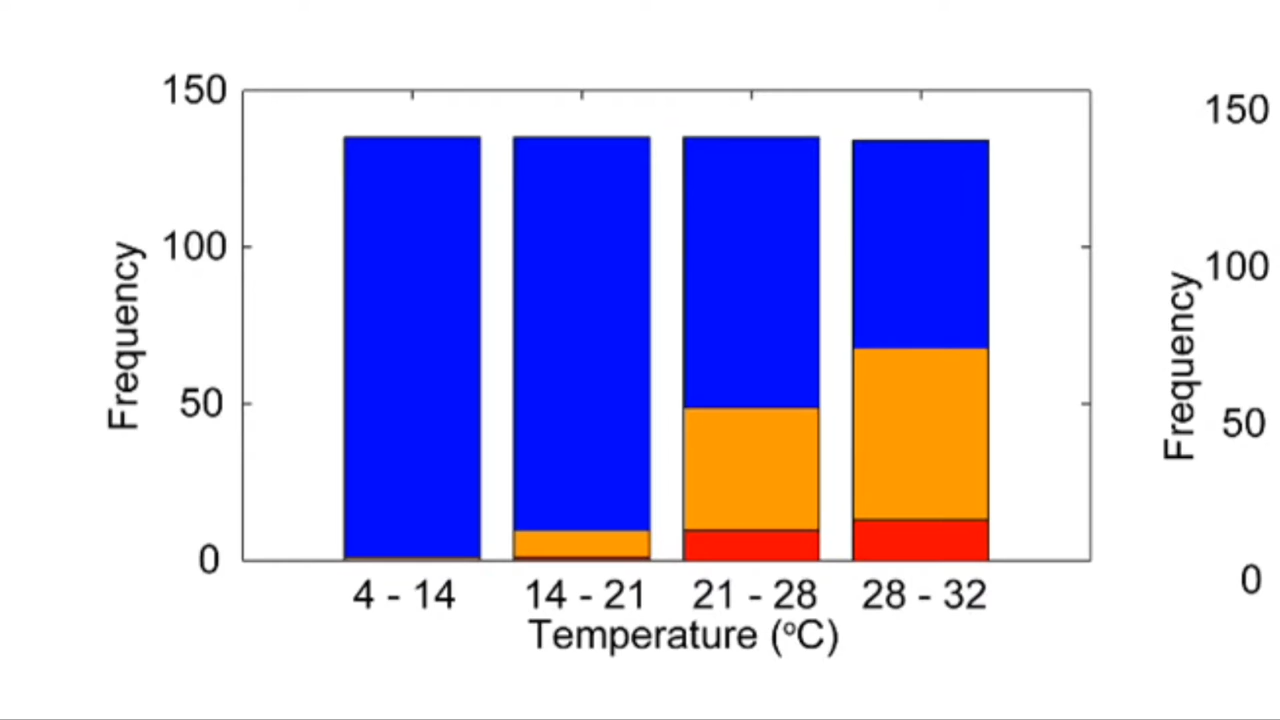 150
100
50
0
Frequency
4 - 14
14 - 21
21 - 28
28 - 32
Temperature (°C)
150
100
50
0
Frequency